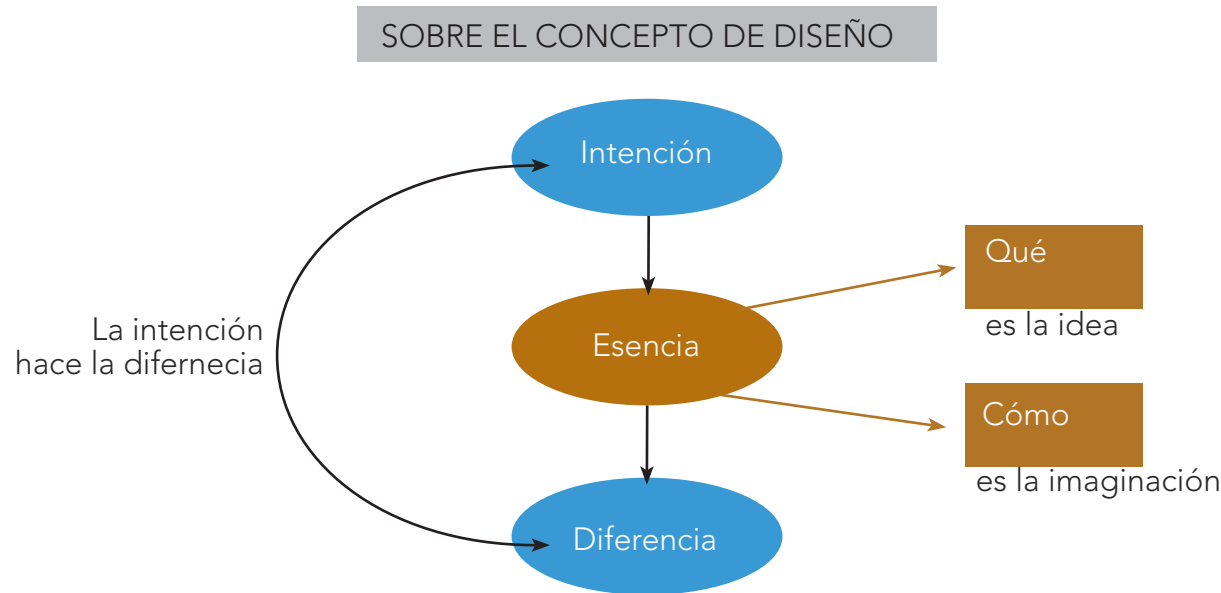 SOBRE EL CONCEPTO DE DISEÑO
Intención
Qué
es la idea
La intención
hace la difernecia
Esencia
Cómo
es la imaginación
Diferencia